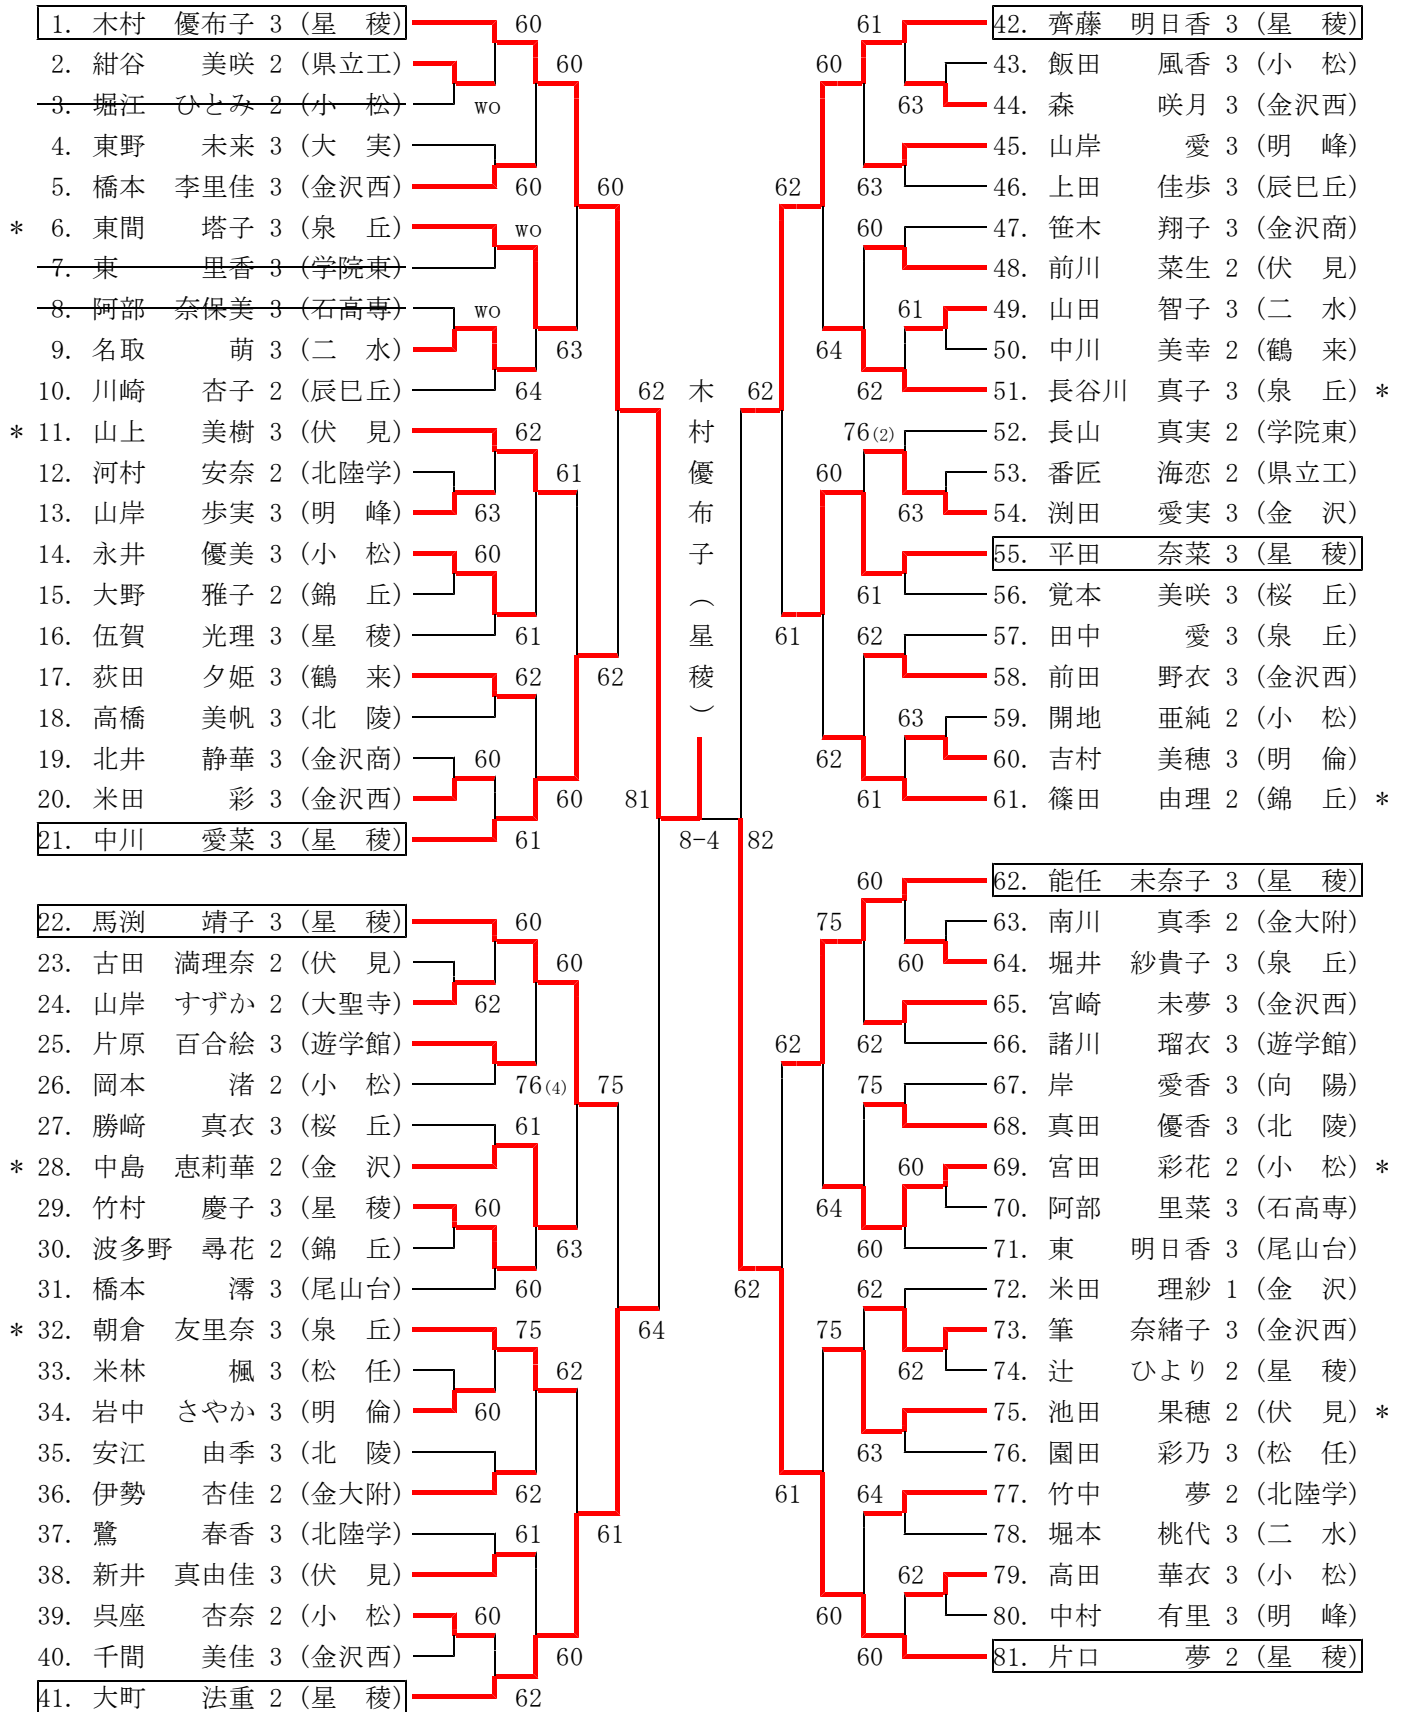 1. 木村 優布子 3 (星 稜)
2. 紺谷 美咲 2 (県立工)
3. 堀江 ひとみ 2 (小 松)
4. 東野 未来 3 (大 実)
5. 橋本 李里佳 3 (金沢西)
* 6. 東間 塔子 3 (泉 丘)
7. 東 里香 3 (学院東)
8. 阿部 奈保美 3 (石高専)
9. 名取 萌 3 (二 水)
10. 川崎 杏子 2 (辰巳丘)
* 11. 山上 美樹 3 (伏 見)
12. 河村 安奈 2 (北陸学)
13. 山岸 歩実 3 (明 峰)
14. 永井 優美 3 (小 松)
15. 大野 雅子 2 (錦 丘)
16. 伍賀 光理 3 (星 稜)
17. 荻田 夕姫 3 (鶴 来)
18. 高橋 美帆 3 (北 陵)
19. 北井 静華 3 (金沢商)
20. 米田 彩 3 (金沢西)
21. 中川 愛菜 3 (星 稜)
22. 馬渕 靖子 3 (星 稜)
23. 古田 満理奈 2 (伏 見)
24. 山岸 すずか 2 (大聖寺)
25. 片原 百合絵 3 (遊学館)
26. 岡本 渚 2 (小 松)
27. 勝﨑 真衣 3 (桜 丘)
* 28. 中島 恵莉華 2 (金 沢)
29. 竹村 慶子 3 (星 稜)
30. 波多野 尋花 2 (錦 丘)
31. 橋本 澪 3 (尾山台)
* 32. 朝倉 友里奈 3 (泉 丘)
33. 米林 楓 3 (松 任)
34. 岩中 さやか 3 (明 倫)
35. 安江 由季 3 (北 陵)
36. 伊勢 杏佳 2 (金大附)
37. 鷺 春香 3 (北陸学)
38. 新井 真由佳 3 (伏 見)
39. 呉座 杏奈 2 (小 松)
40. 千間 美佳 3 (金沢西)
41. 大町 法重 2 (星 稜)
60
60
wo
60
60
wo
wo
63
64
62
62
61
63
60
61
62
62
60
60
61
81
60
60
62
76(4)
75
61
60
63
60
75
64
62
60
62
61
61
60
60
62
木村優布子(星稜)
8-4
61
60
63
62
63
60
61
64
62
62
76(2)
60
63
61
61
62
63
62
61
82
60
75
60
62
62
75
60
64
60
62
62
75
62
63
61
64
62
60
60
42. 齊藤 明日香 3 (星 稜)
43. 飯田 風香 3 (小 松)
44. 森 咲月 3 (金沢西)
45. 山岸 愛 3 (明 峰)
46. 上田 佳歩 3 (辰巳丘)
47. 笹木 翔子 3 (金沢商)
48. 前川 菜生 2 (伏 見)
49. 山田 智子 3 (二 水)
50. 中川 美幸 2 (鶴 来)
51. 長谷川 真子 3 (泉 丘) *
52. 長山 真実 2 (学院東)
53. 番匠 海恋 2 (県立工)
54. 渕田 愛実 3 (金 沢)
55. 平田 奈菜 3 (星 稜)
56. 覚本 美咲 3 (桜 丘)
57. 田中 愛 3 (泉 丘)
58. 前田 野衣 3 (金沢西)
59. 開地 亜純 2 (小 松)
60. 吉村 美穂 3 (明 倫)
61. 篠田 由理 2 (錦 丘) *
62. 能任 未奈子 3 (星 稜)
63. 南川 真季 2 (金大附)
64. 堀井 紗貴子 3 (泉 丘)
65. 宮崎 未夢 3 (金沢西)
66. 諸川 瑠衣 3 (遊学館)
67. 岸 愛香 3 (向 陽)
68. 真田 優香 3 (北 陵)
69. 宮田 彩花 2 (小 松) *
70. 阿部 里菜 3 (石高専)
71. 東 明日香 3 (尾山台)
72. 米田 理紗 1 (金 沢)
73. 筆 奈緒子 3 (金沢西)
74. 辻 ひより 2 (星 稜)
75. 池田 果穂 2 (伏 見) *
76. 園田 彩乃 3 (松 任)
77. 竹中 夢 2 (北陸学)
78. 堀本 桃代 3 (二 水)
79. 高田 華衣 3 (小 松)
80. 中村 有里 3 (明 峰)
81. 片口 夢 2 (星 稜)